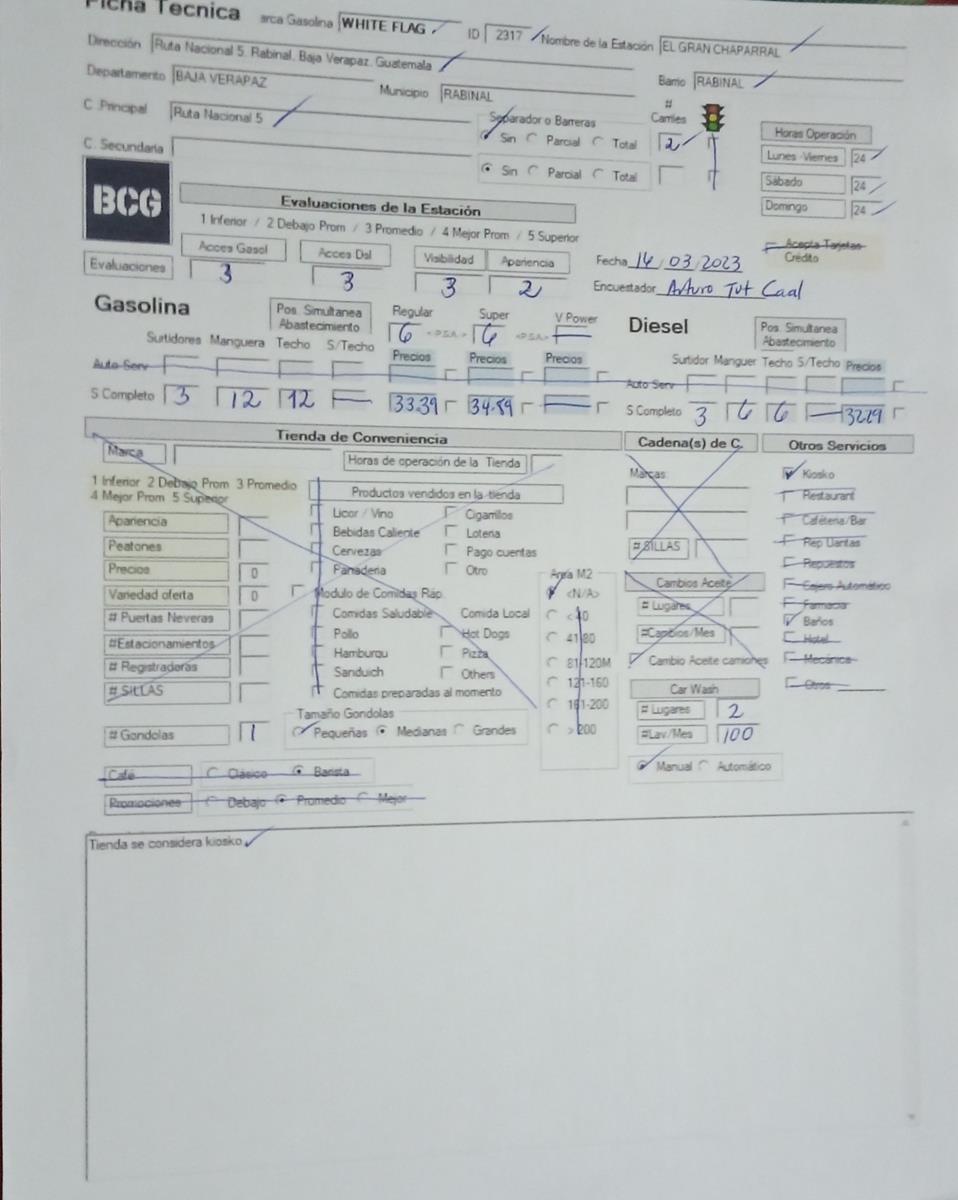 Ficha Tecnica arca Gasolina WHITE FLAG ID 2317 Nombre de la Estación EL GRAN CHAPARRAL
Dirección Ruta Nacional 5, Rabinal, Baja Verapaz, Guatemala
Departamento BAJA VERAPAZ Municipio RABINAL Barrio RABINAL
C .Principal Ruta Nacional 5 Separador o Barreras # Carriles
Sin Parcial Total 2 Horas Operación
C. Secundaria Sin Parcial Total Lunes -Viernes 24
Sábado 24
Domingo 24
BCG
Evaluaciones de la Estación
1 Inferior / 2 Debajo Prom / 3 Promedio / 4 Mejor Prom / 5 Superior
Acces Gasol Acces Dsl Visibilidad Apariencia
Evaluaciones 3 3 3 2
Fecha 14/03/2023 Acepta Tarjetas Crédito
Encuestador Arturo Tut Caal
Gasolina Pos. Simultanea Abastecimiento Regular Super V Power
6 <P.S.A.> 6 <P.S.A.>
Surtidores Manguera Techo S/Techo Precios Precios Precios
Auto-Serv
S Completo 3 12 12 33.39 34.89
Diesel Pos. Simultanea Abastecimiento
Surtidor Manguer Techo S/Techo Precios
Auto Serv
S Completo 3 6 6 32.29
Tienda de Conveniencia
Marca
Horas de operación de la Tienda
1 Inferior 2 Debajo Prom 3 Promedio
4 Mejor Prom 5 Superior
Productos vendidos en la tienda
Apariencia
Peatones
Precios 0
Variedad oferta 0
# Puertas Neveras
#Estacionamientos
# Registradoras
# SILLAS
# Gondolas 1
Licor / Vino Cigarrillos
Bebidas Caliente Loteria
Cervezas Pago cuentas
Panaderia Otro
Modulo de Comidas Rap.
Comidas Saludable Comida Local
Pollo Hot Dogs
Hamburqu Pizza
Sanduich Others
Comidas preparadas al momento
Tamaño Gondolas
Pequeñas Medianas Grandes
Area M2
<N/A>
< 40
41-80
81-120M
121-160
161-200
> 200
Café Clásico Barista
Promociones Debajo Promedio Mejor
Cadena(s) de C.
Marcas
# SILLAS
Cambios Aceite
# Lugares
#Cambios/Mes
Cambio Aceite camiones
Car Wash
# Lugares 2
#Lav/Mes 100
Manual Automático
Otros Servicios
Kiosko
Restaurant
Cafeteria/Bar
Rep Llantas
Repuestos
Cajero Automático
Farmacia
Baños
Hotel
Mecánica
Otros
Tienda se considera kiosko